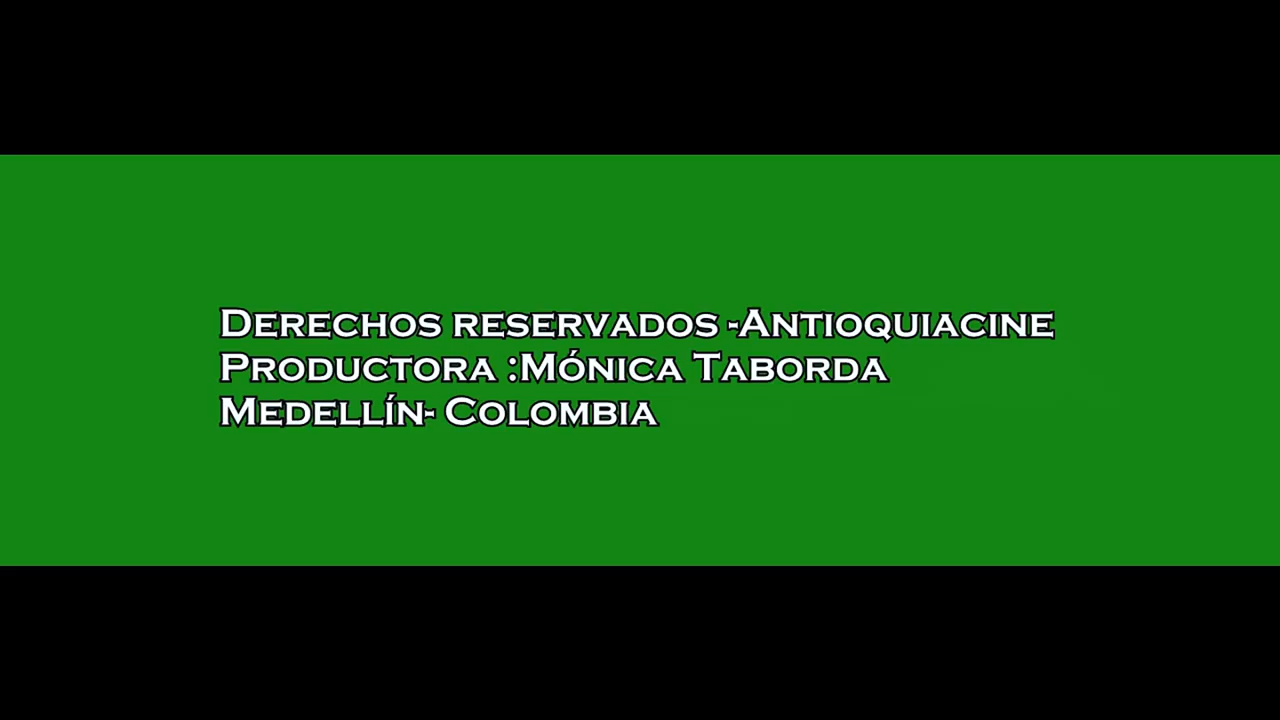 Derechos reservados -Antioquiacine
Productora :Mónica Taborda
Medellín- Colombia